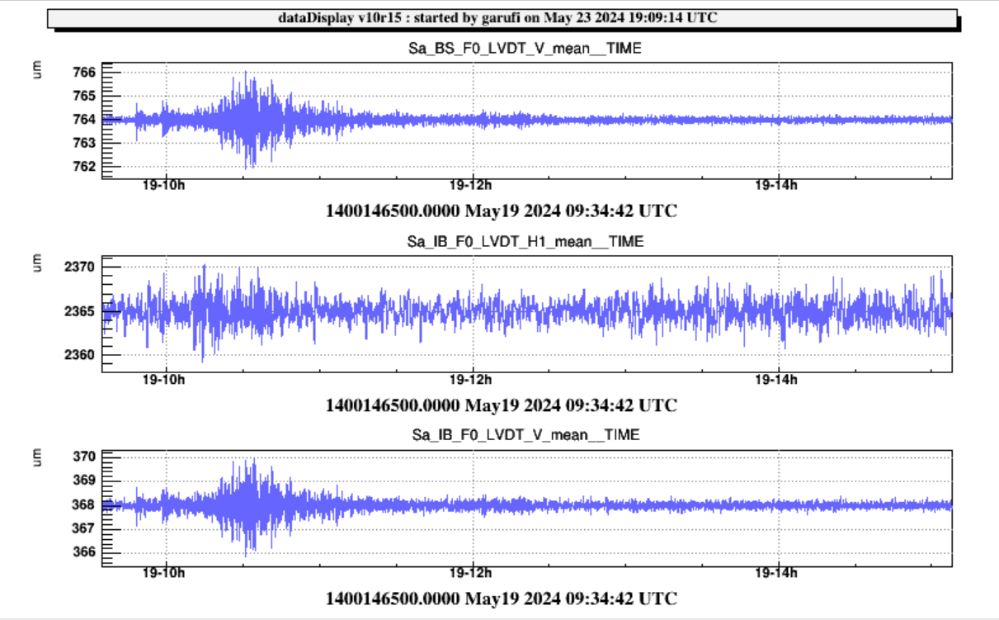 dataDisplay v10r15 : started by garufi on May 23 2024 19:09:14 UTC
Sa_BS_F0_LVDT_V_mean__TIME
um
766
765
764
763
762
19-10h 19-12h 19-14h
1400146500.0000 May19 2024 09:34:42 UTC
Sa_IB_F0_LVDT_H1_mean__TIME
um
2370
2365
2360
19-10h 19-12h 19-14h
1400146500.0000 May19 2024 09:34:42 UTC
Sa_IB_F0_LVDT_V_mean__TIME
um
370
369
368
367
366
19-10h 19-12h 19-14h
1400146500.0000 May19 2024 09:34:42 UTC